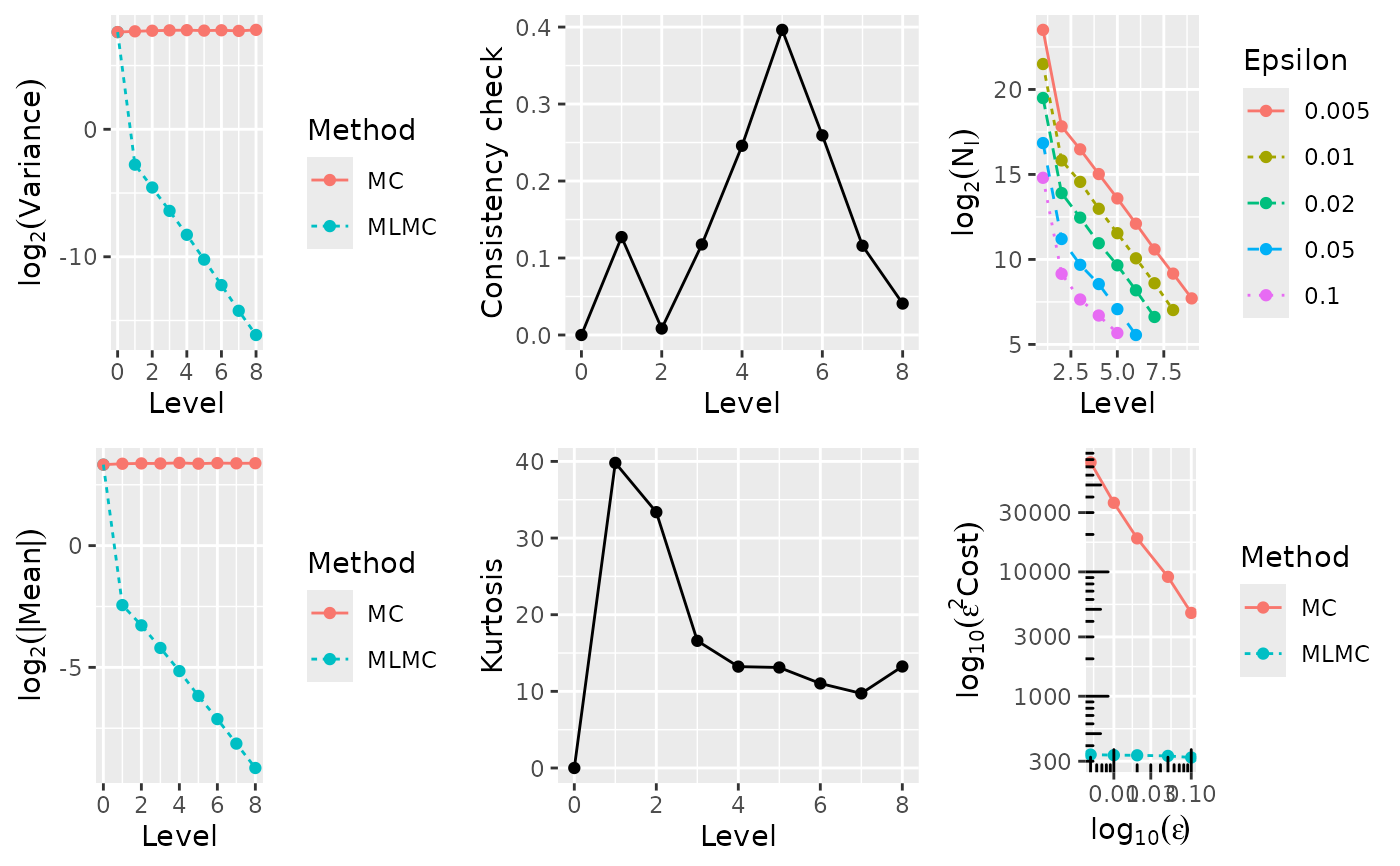 log2(Variance)
0
-10
0 2 4 6 8
Level
Method
MC
MLMC
Consistency check
0.4
0.3
0.2
0.1
0.0
0 2 4 6 8
Level
log2(Nl)
20
15
10
5
2.5 5.0 7.5
Level
Epsilon
0.005
0.01
0.02
0.05
0.1
log2(|Mean|)
0
-5
0 2 4 6 8
Level
Method
MC
MLMC
Kurtosis
40
30
20
10
0
0 2 4 6 8
Level
log10(ε2Cost)
30000
10000
3000
1000
300
0.01 0.03 0.10
log10(ε)
Method
MC
MLMC